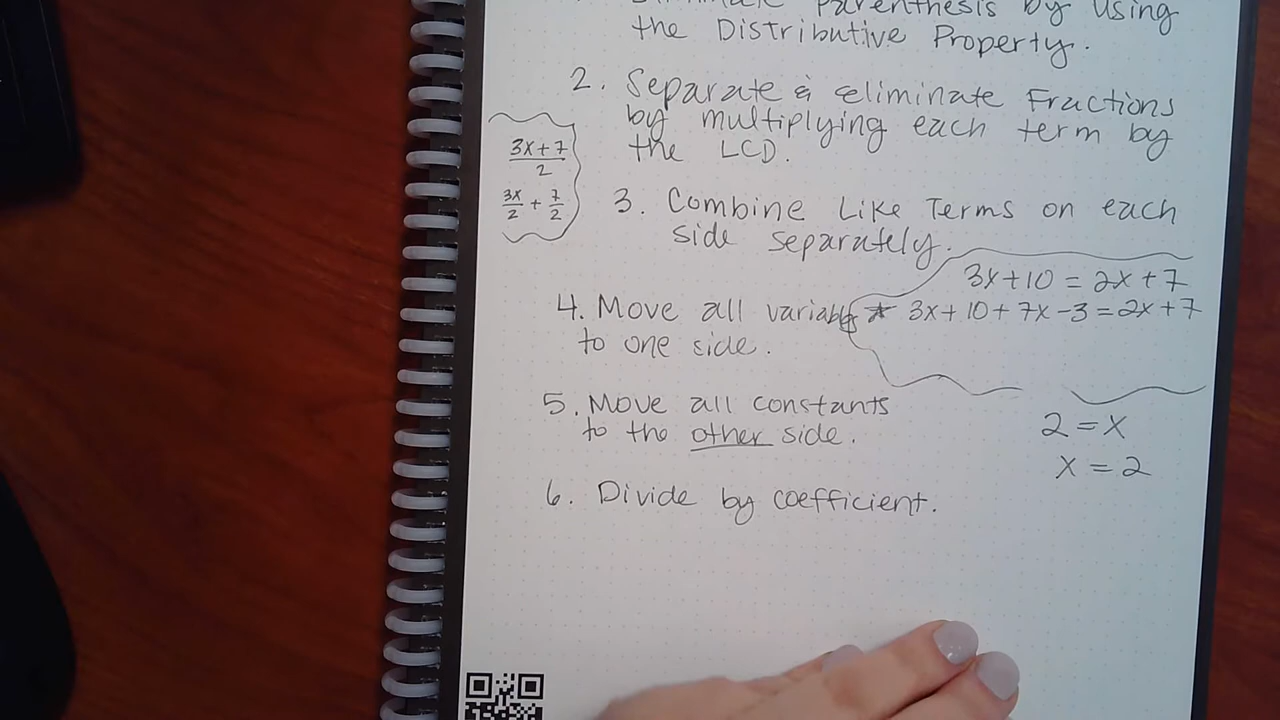 Parenthesis by using
the Distributive Property.
2. Separate & eliminate Fractions
by multiplying each term by
the LCD.
3x+7
2
3x/2 + 7/2
3. Combine Like Terms on each
side separately.
3x+10 = 2x+7
4. Move all variables * 3x+10+7x-3=2x+7
to one side.
5. Move all constants
to the other side.
2=x
x=2
6. Divide by coefficient.